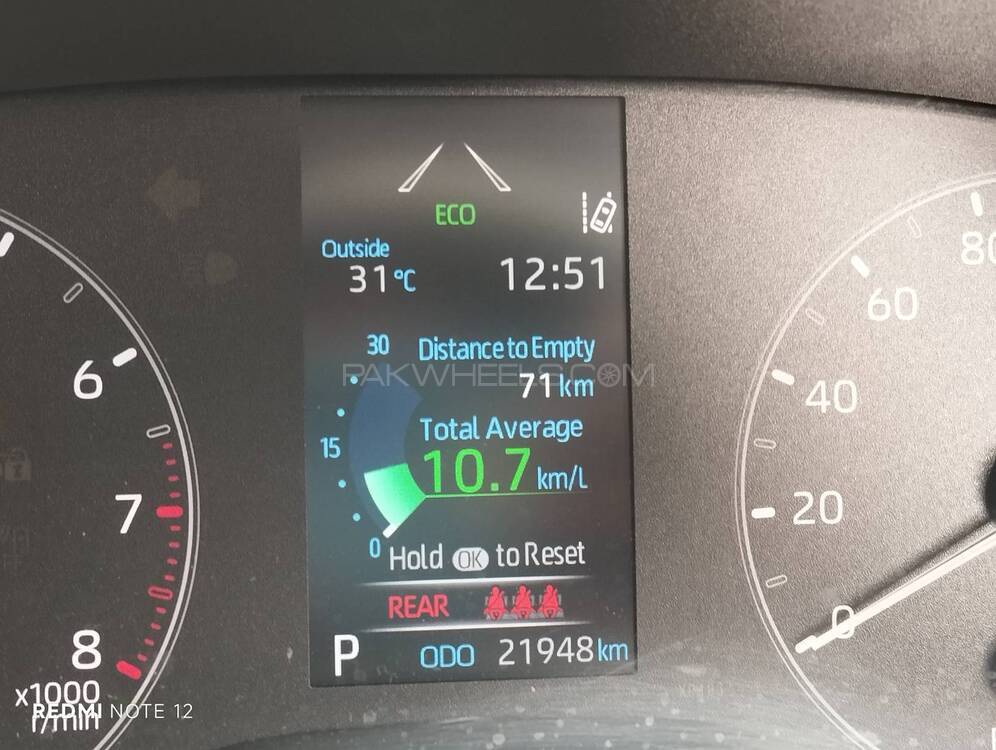 ECO
Outside
31°C
12:51
30
Distance to Empty
PAKWHEELS.COM
71 km
Total Average
15
10.7 km/L
0
Hold OK to Reset
REAR
P ODO 21948 km
6
7
8
x1000
r/min
80
60
40
20
0
REDMI NOTE 12